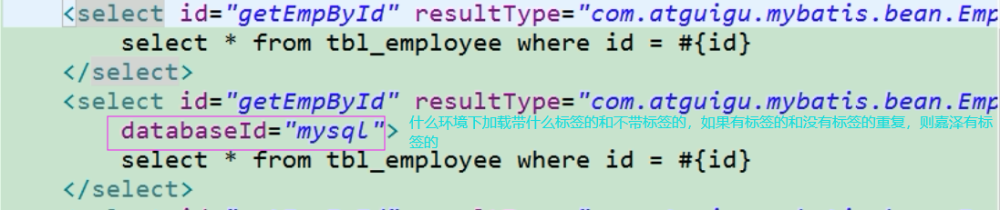 <select id="getEmpById" resultType="com.atguigu.mybatis.bean.Emp
select * from tbl_employee where id = #{id}
</select>
<select id="getEmpById" resultType="com.atguigu.mybatis.bean.Emp
databaseId="mysql">
什么环境下加载带什么标签的和不带标签的，如果有标签的和没有标签的重复，则嘉泽有标
签的
select * from tbl_employee where id = #{id}
</select>